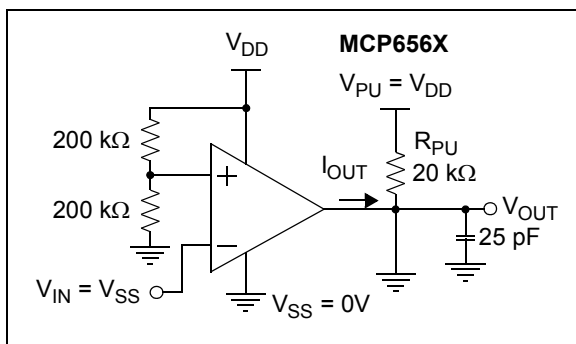 MCP656X
V_DD
V_PU = V_DD
200 kΩ
R_PU
20 kΩ
I_OUT
+
200 kΩ
V_OUT
−
25 pF
V_IN = V_SS
V_SS = 0V